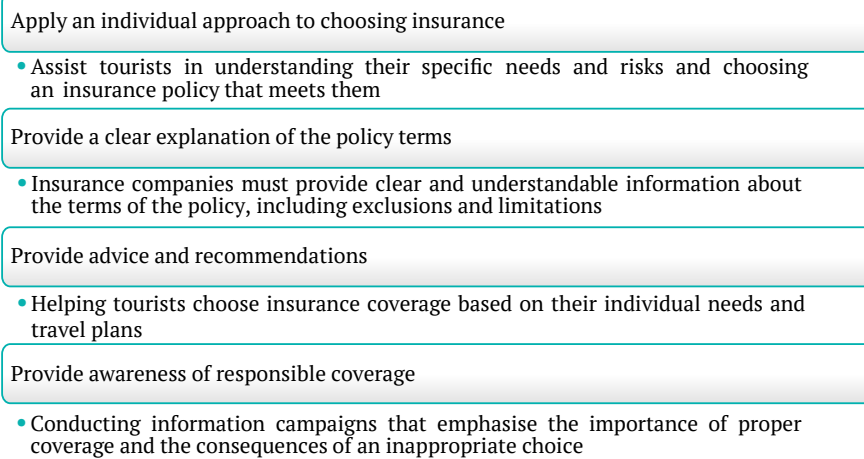 Apply an individual approach to choosing insurance
• Assist tourists in understanding their specific needs and risks and choosing
an insurance policy that meets them
Provide a clear explanation of the policy terms
• Insurance companies must provide clear and understandable information about
the terms of the policy, including exclusions and limitations
Provide advice and recommendations
• Helping tourists choose insurance coverage based on their individual needs and
travel plans
Provide awareness of responsible coverage
• Conducting information campaigns that emphasise the importance of proper
coverage and the consequences of an inappropriate choice